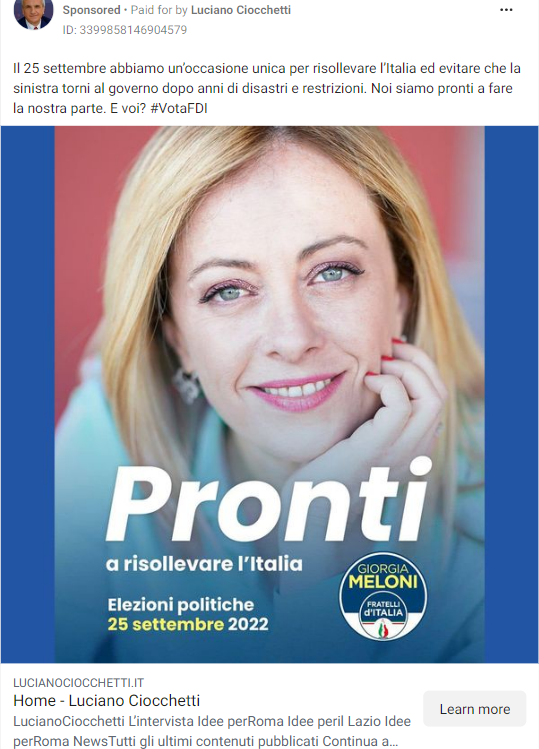 Sponsored • Paid for by Luciano Ciocchetti
ID: 3399858146904579
Il 25 settembre abbiamo un’occasione unica per risollevare l’Italia ed evitare che la
sinistra torni al governo dopo anni di disastri e restrizioni. Noi siamo pronti a fare
la nostra parte. E voi? #VotaFDI
Pronti
a risollevare l’Italia
Elezioni politiche
25 settembre 2022
GIORGIA
MELONI
FRATELLI
d'ITALIA
LUCIANOCIOCCHETTI.IT
Home - Luciano Ciocchetti
LucianoCiocchetti L’intervista Idee perRoma Idee peril Lazio Idee
perRoma NewsTutti gli ultimi contenuti pubblicati Continua a...
Learn more